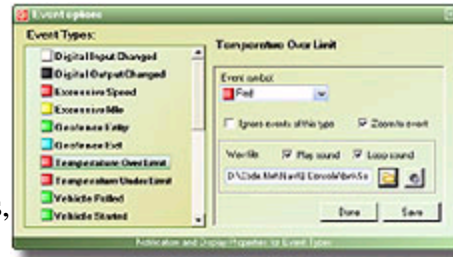 Event options
Event Types:
Digital Input Changed
Digital Output Changed
Excessive Speed
Excessive Idle
Geofence Entry
Geofence Exit
Temperature Over Limit
Temperature Under Limit
Vehicle Polled
Vehicle Started
Temperature Over Limit
Event symbol:
Red
Ignore events of this type
Zoom to event
Wav file:
Play sound
Loop sound
Done
Save
Notification and Display Properties for Event Types
s,